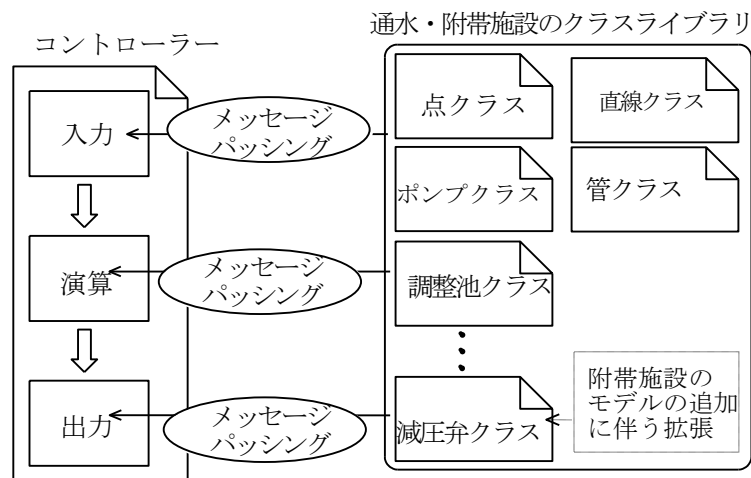 コントローラー
通水・附帯施設のクラスライブラリ
入力
メッセージ
パッシング
点クラス
直線クラス
ポンプクラス
管クラス
演算
メッセージ
パッシング
調整池クラス
出力
メッセージ
パッシング
減圧弁クラス
附帯施設の
モデルの追加
に伴う拡張